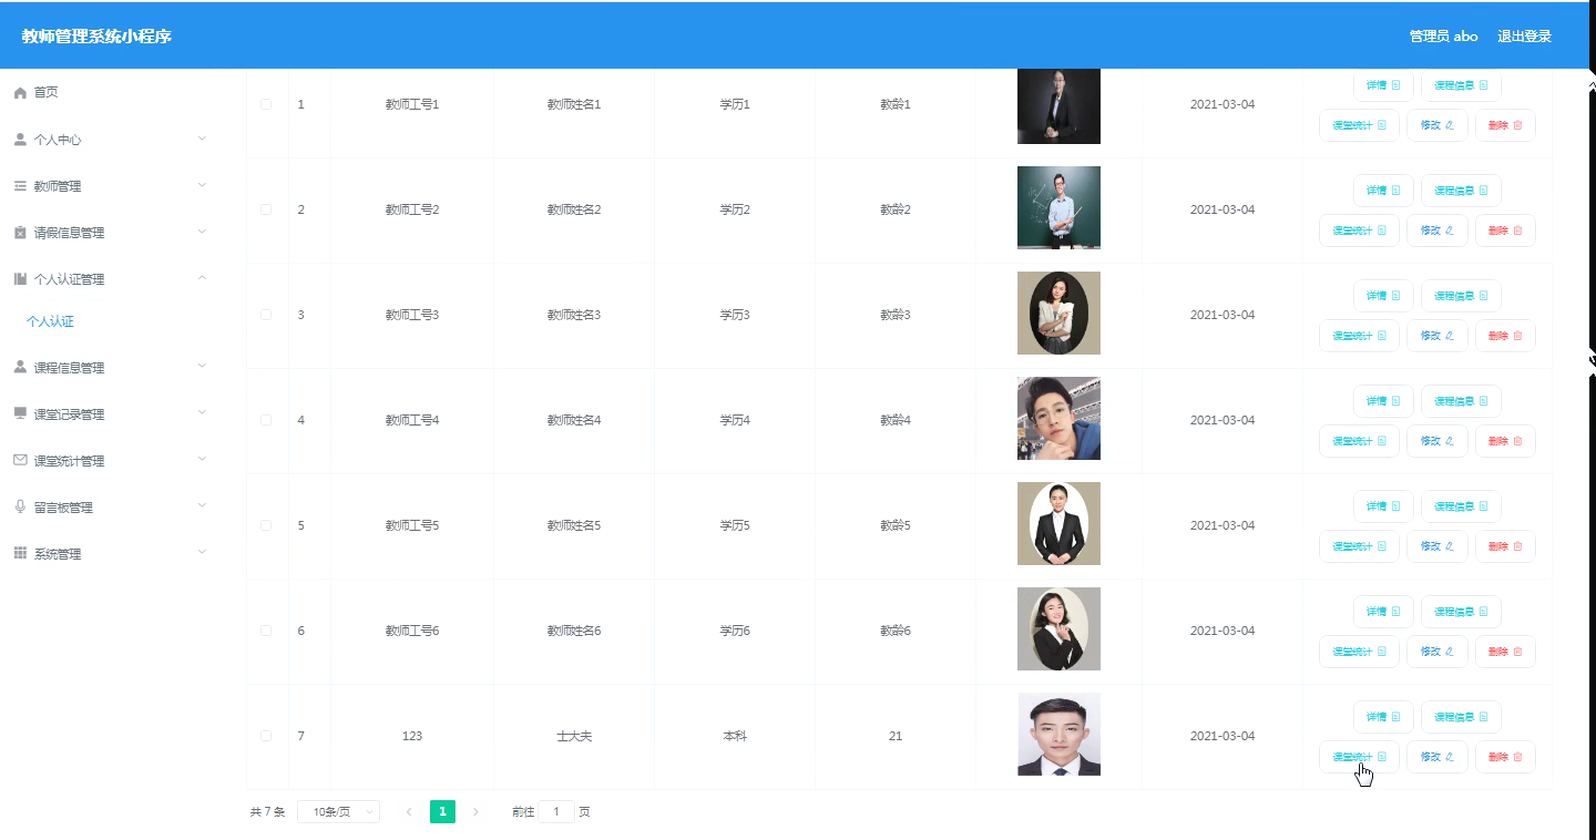 教师管理系统小程序
管理员 abo 退出登录
首页
个人中心
教师管理
请假信息管理
个人认证管理
个人认证
课程信息管理
课堂记录管理
课堂统计管理
留言板管理
系统管理
1 教师工号1 教师姓名1 学历1 教龄1 2021-03-04 详情 课程信息
课堂统计 修改 删除
2 教师工号2 教师姓名2 学历2 教龄2 2021-03-04 详情 课程信息
课堂统计 修改 删除
3 教师工号3 教师姓名3 学历3 教龄3 2021-03-04 详情 课程信息
课堂统计 修改 删除
4 教师工号4 教师姓名4 学历4 教龄4 2021-03-04 详情 课程信息
课堂统计 修改 删除
5 教师工号5 教师姓名5 学历5 教龄5 2021-03-04 详情 课程信息
课堂统计 修改 删除
6 教师工号6 教师姓名6 学历6 教龄6 2021-03-04 详情 课程信息
课堂统计 修改 删除
7 123 士大夫 本科 21 2021-03-04 详情 课程信息
课堂统计 修改 删除
共 7 条 10条/页 1 前往 1 页